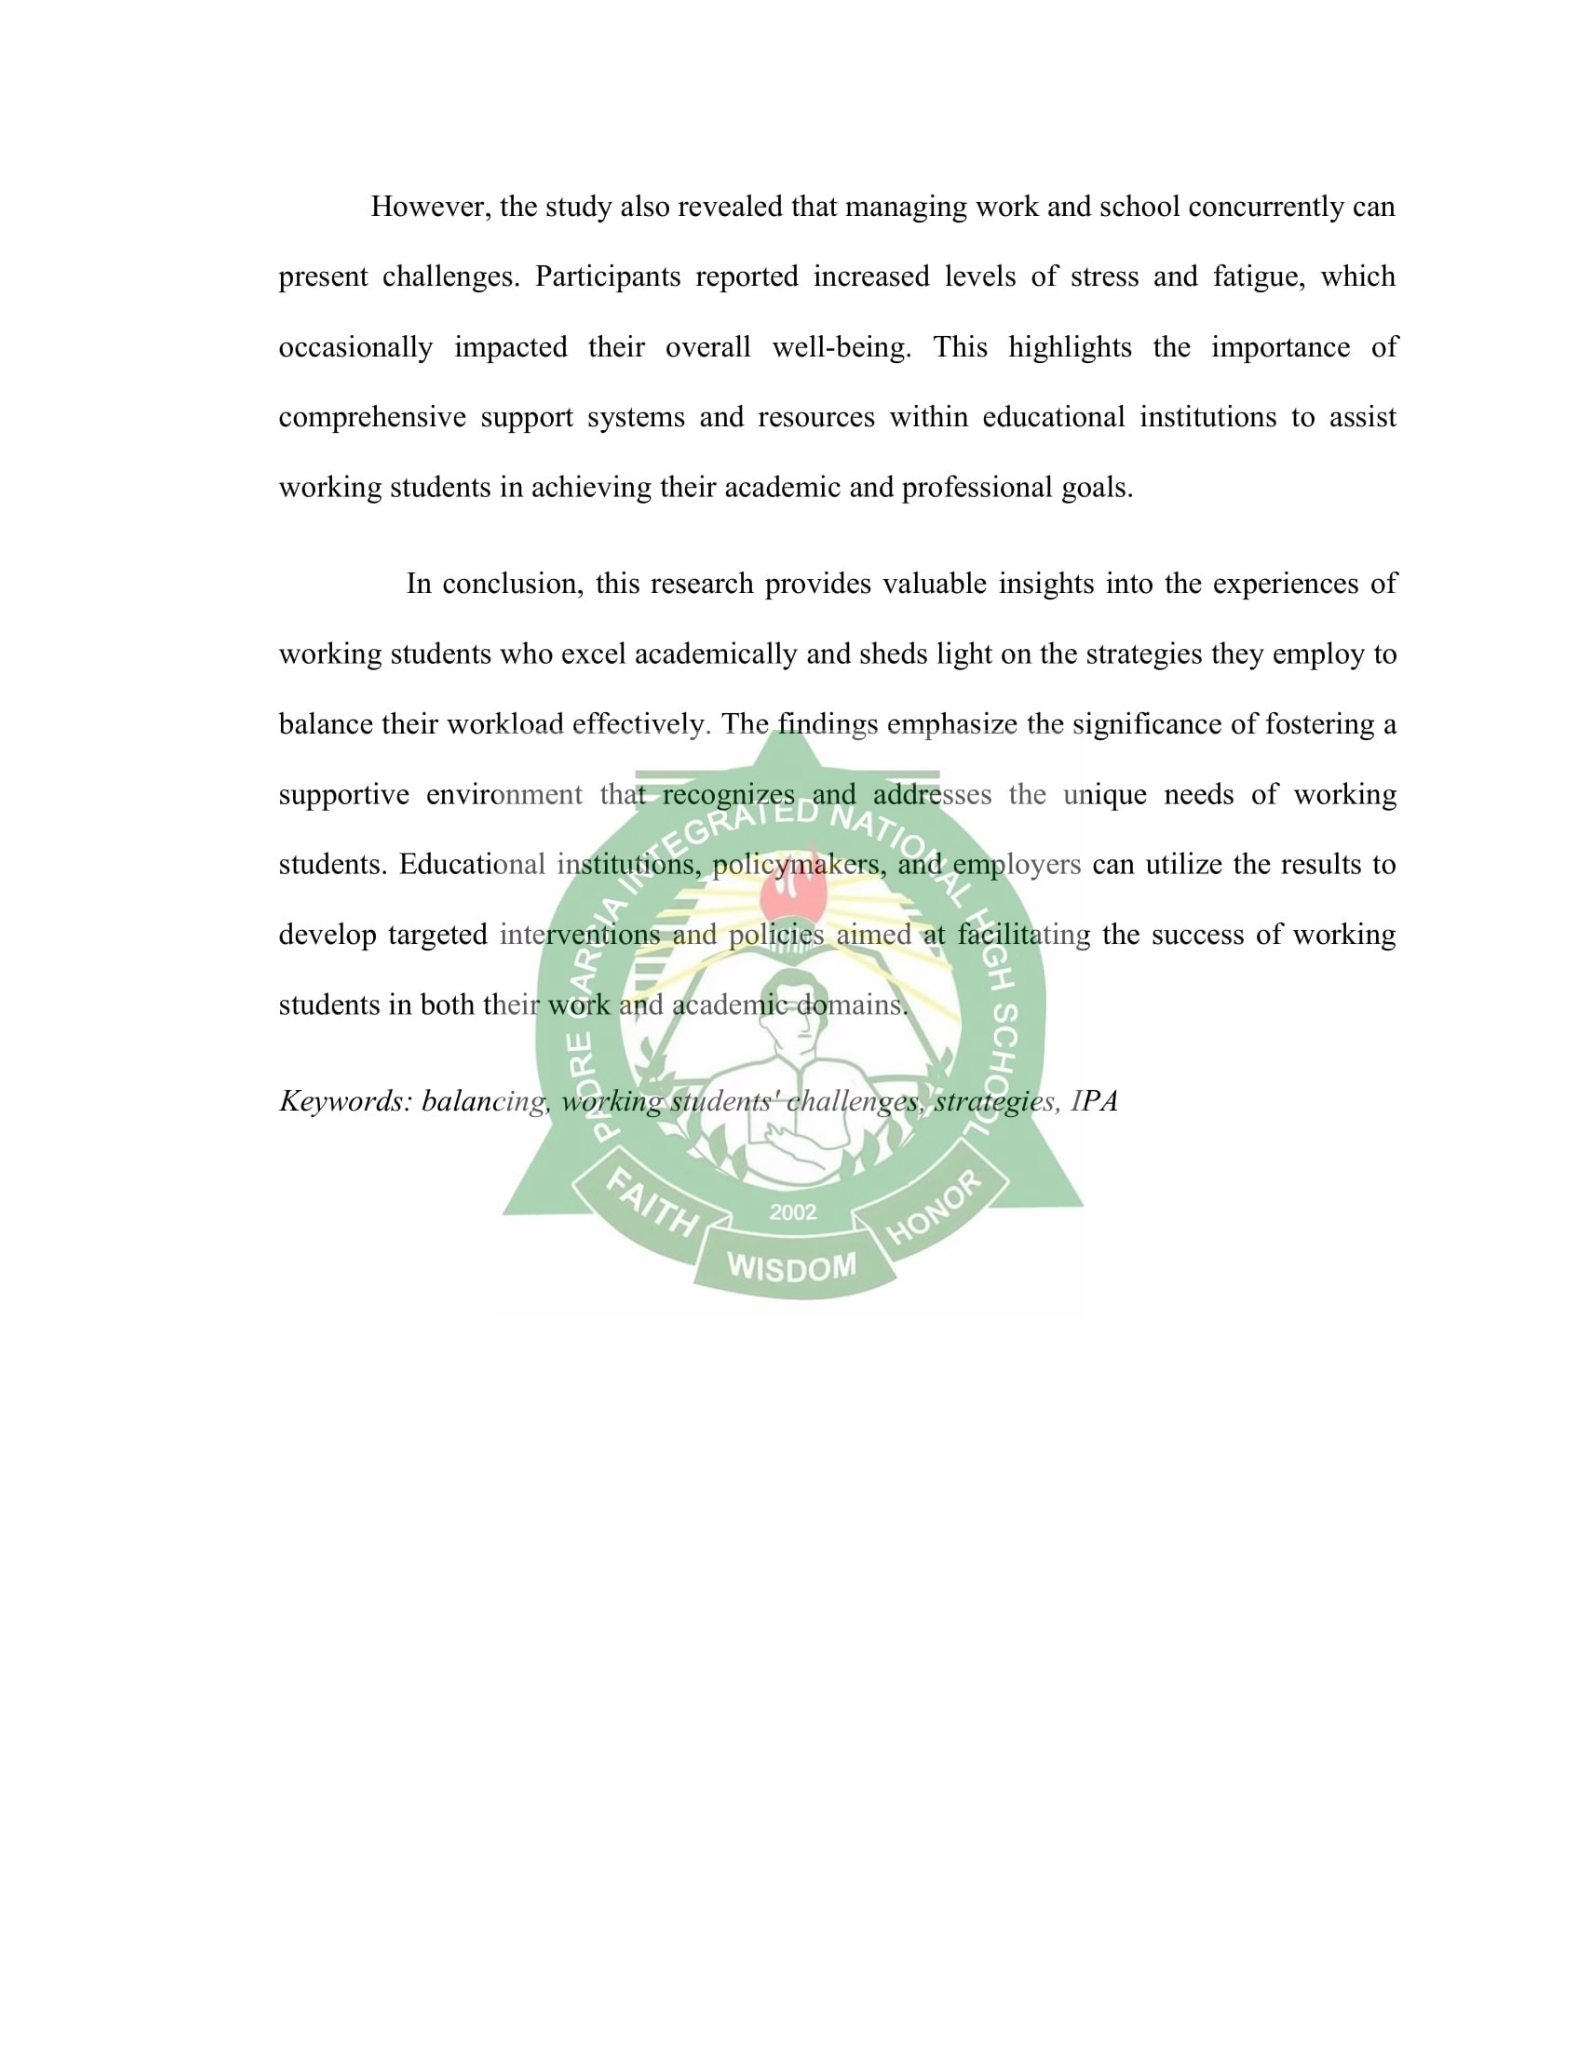 However, the study also revealed that managing work and school concurrently can
present challenges. Participants reported increased levels of stress and fatigue, which
occasionally impacted their overall well-being. This highlights the importance of
comprehensive support systems and resources within educational institutions to assist
working students in achieving their academic and professional goals.
In conclusion, this research provides valuable insights into the experiences of
working students who excel academically and sheds light on the strategies they employ to
balance their workload effectively. The findings emphasize the significance of fostering a
supportive environment that recognizes and addresses the unique needs of working
students. Educational institutions, policymakers, and employers can utilize the results to
develop targeted interventions and policies aimed at facilitating the success of working
students in both their work and academic domains.
Keywords: balancing, working students' challenges, strategies, IPA
PADRE GARCIA INTEGRATED NATIONAL HIGH SCHOOL
2002
FAITH
WISDOM
HONOR